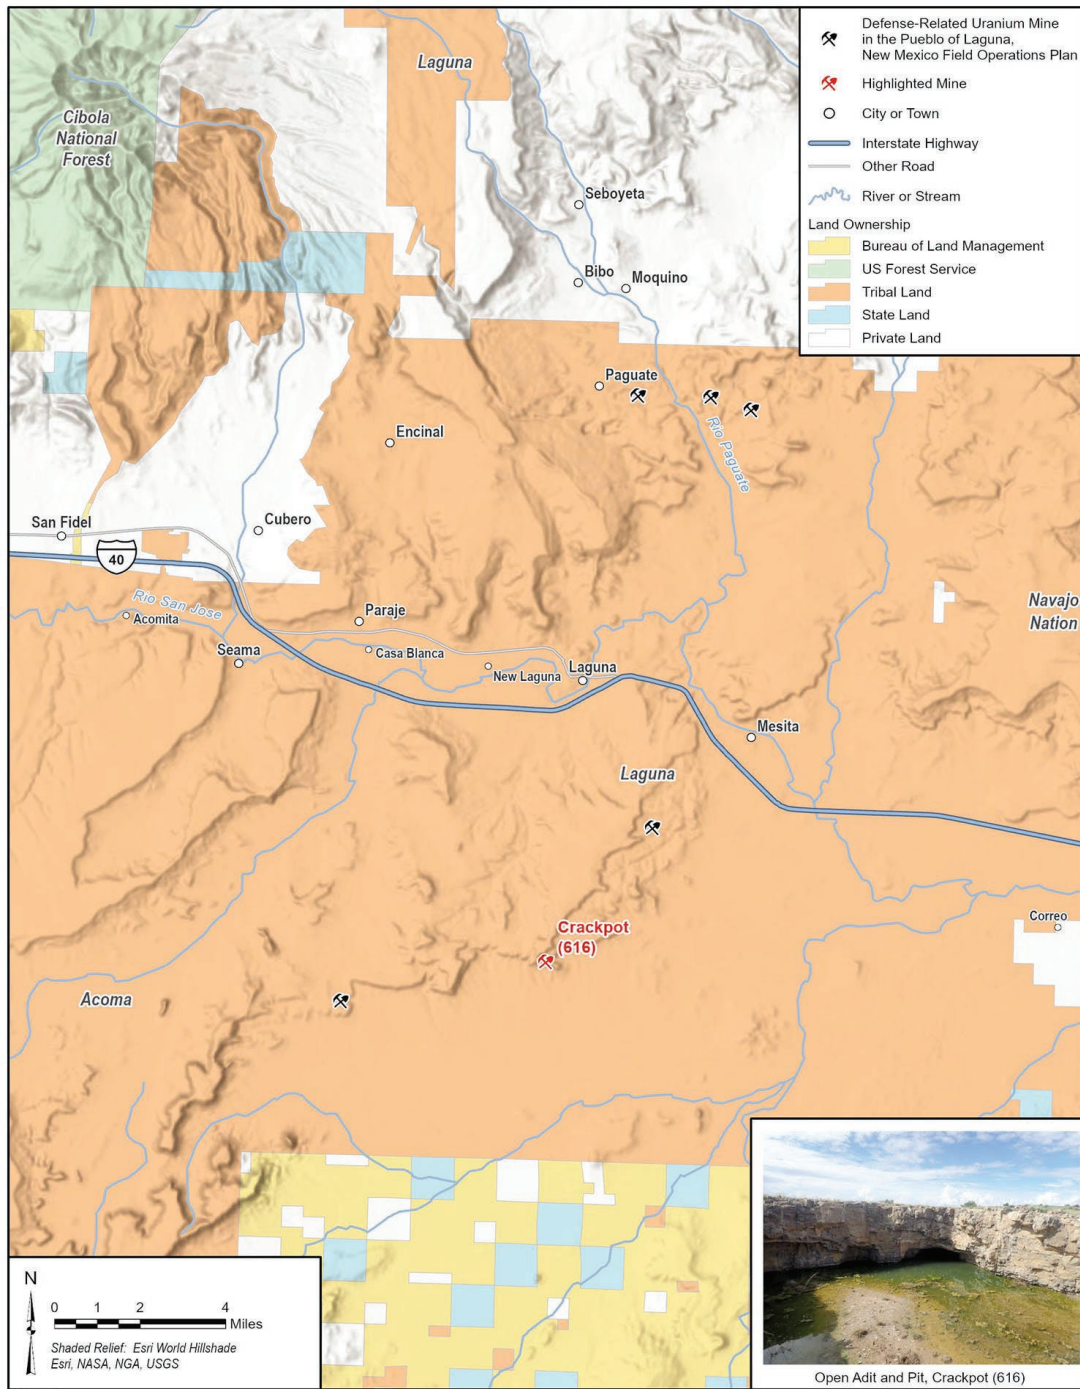 Defense-Related Uranium Mine
in the Pueblo of Laguna,
New Mexico Field Operations Plan
Highlighted Mine
City or Town
Interstate Highway
Other Road
River or Stream
Land Ownership
Bureau of Land Management
US Forest Service
Tribal Land
State Land
Private Land
Laguna
Cibola
National
Forest
Seboyeta
Bibo
Moquino
Paguate
Encinal
Rio Paguate
San Fidel
Cubero
40
Navajo
Nation
Rio San Jose
Acomita
Paraje
Seama
Casa Blanca
New Laguna
Laguna
Mesita
Laguna
Crackpot
(616)
Correo
Acoma
N
0 1 2 4
Miles
Shaded Relief: Esri World Hillshade
Esri, NASA, NGA, USGS
Open Adit and Pit, Crackpot (616)